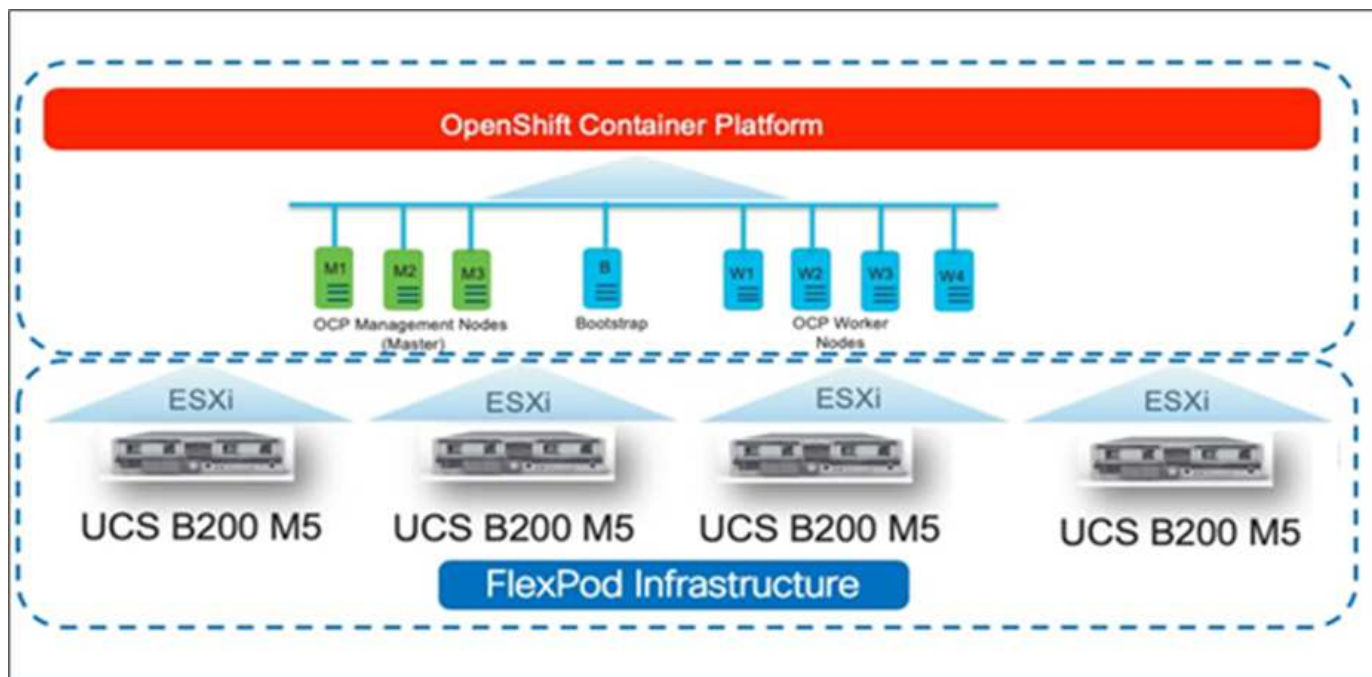 OpenShift Container Platform
M1
M2
M3
B
W1
W2
W3
W4
OCP Management Nodes
(Master)
Bootstrap
OCP Worker
Nodes
ESXi
ESXi
ESXi
ESXi
UCS B200 M5
UCS B200 M5
UCS B200 M5
UCS B200 M5
FlexPod Infrastructure